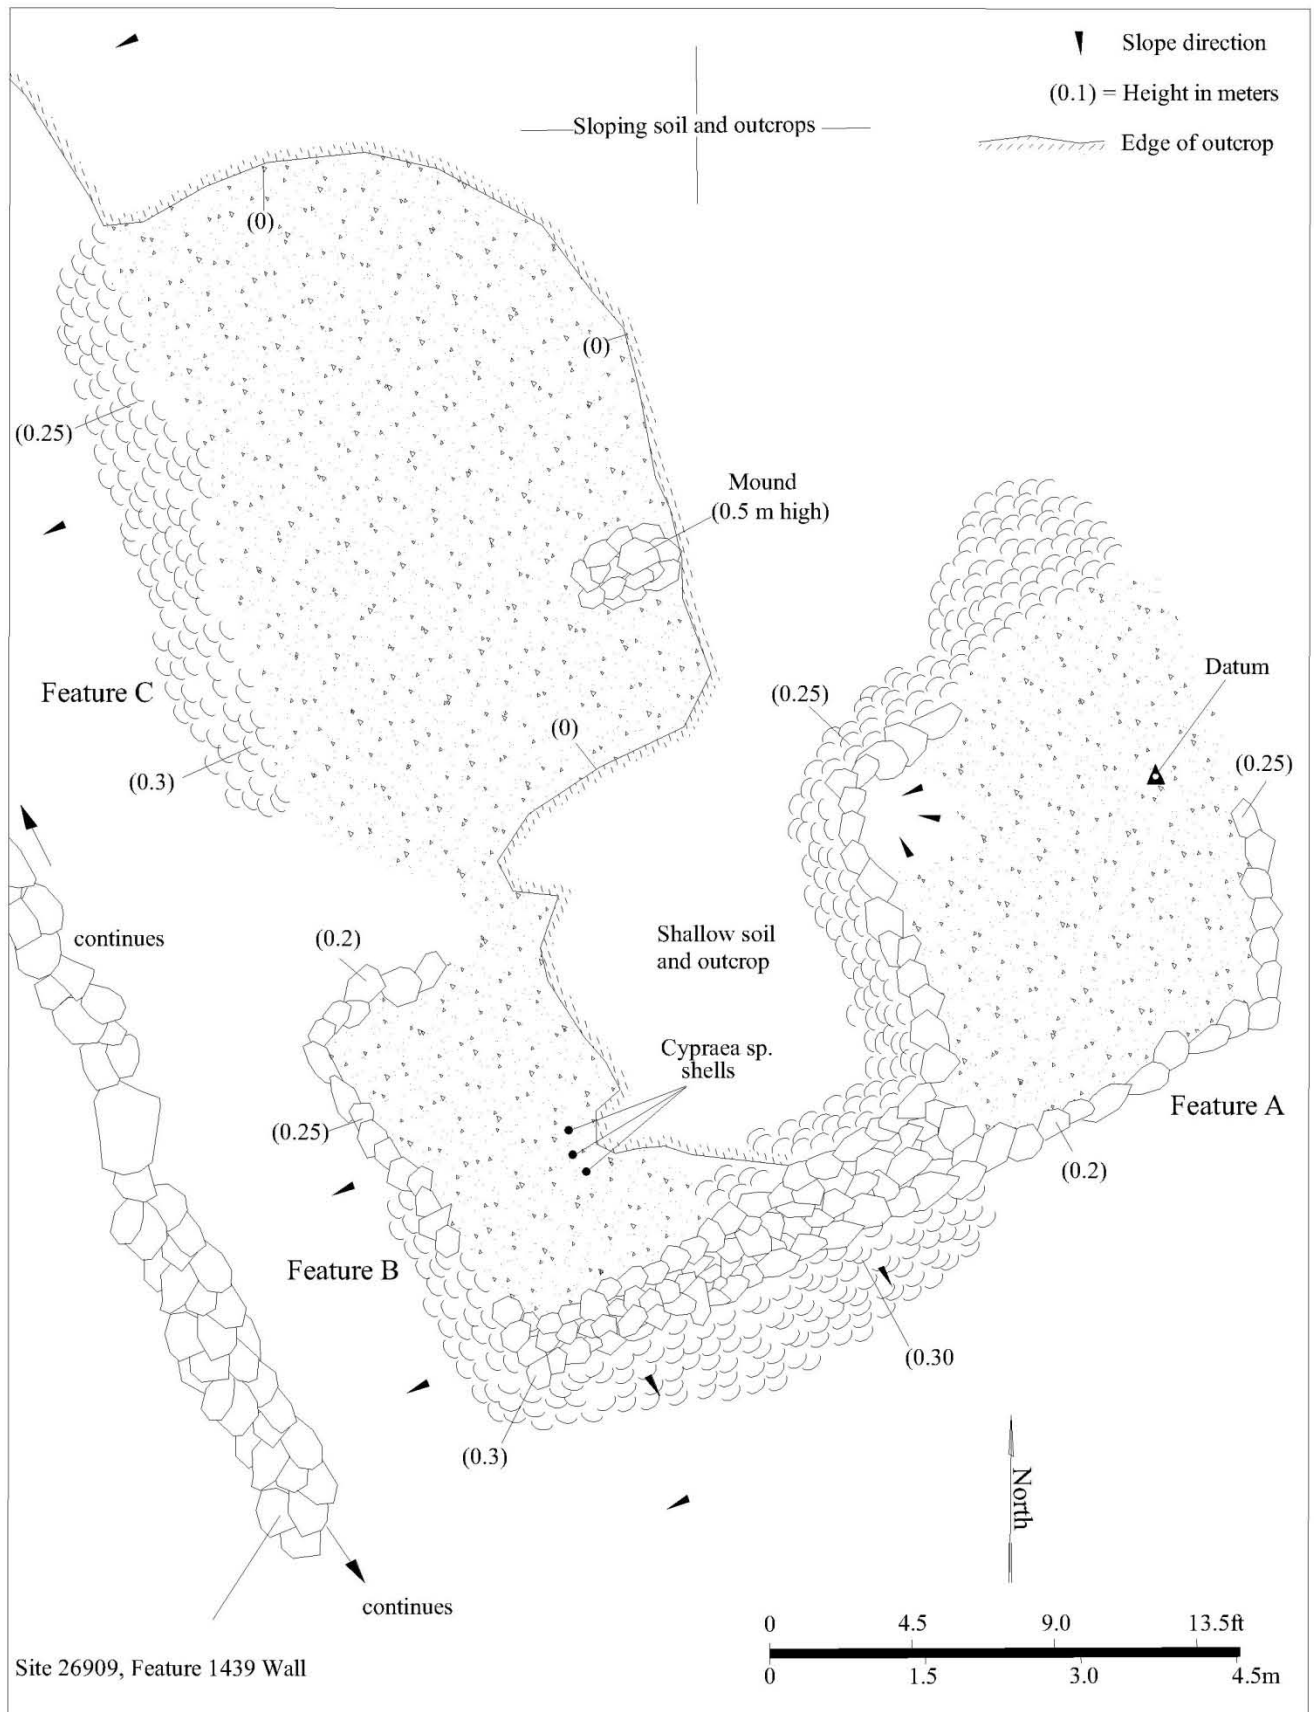 Slope direction
(0.1) = Height in meters
Sloping soil and outcrops
Edge of outcrop
(0)
(0)
(0.25)
Mound
(0.5 m high)
Datum
Feature C
(0.25)
(0)
(0.25)
(0.3)
continues
(0.2)
Shallow soil
and outcrop
Cypraea sp.
shells
Feature A
(0.25)
(0.2)
Feature B
(0.30
(0.3)
North
continues
0 4.5 9.0 13.5ft
Site 26909, Feature 1439 Wall
0 1.5 3.0 4.5m